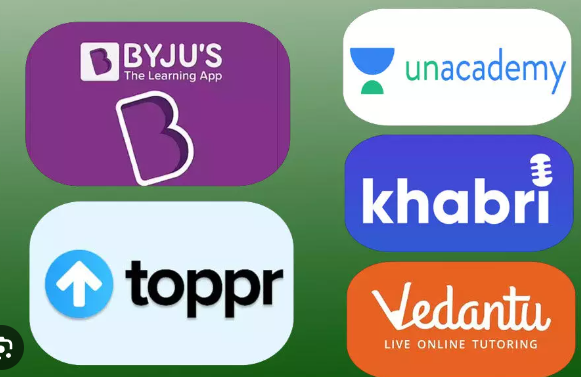 BYJU'S
The Learning App
B
unacademy
khabri
toppr
Vedantu
LIVE ONLINE TUTORING